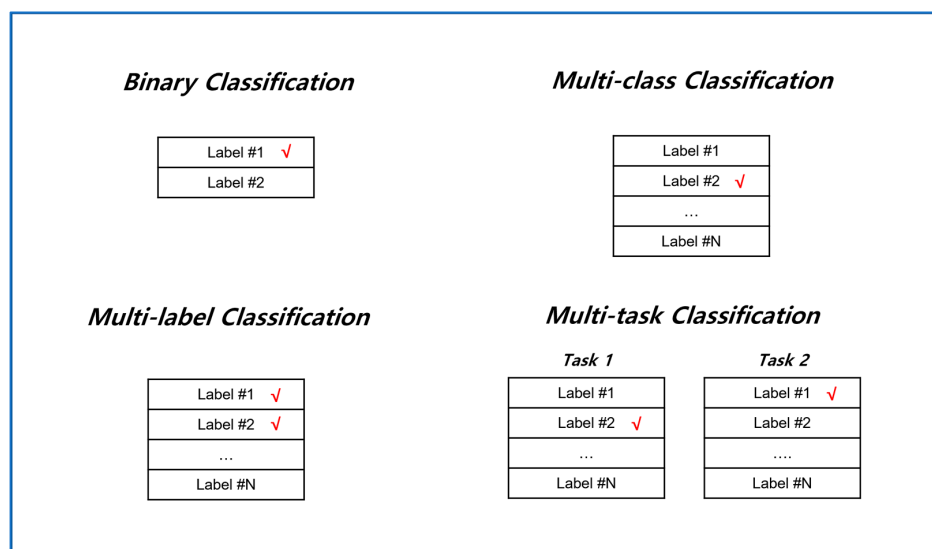 Binary Classification
Label #1 √
Label #2
Multi-class Classification
Label #1
Label #2 √
...
Label #N
Multi-label Classification
Label #1 √
Label #2 √
...
Label #N
Multi-task Classification
Task 1
Label #1
Label #2 √
...
Label #N
Task 2
Label #1 √
Label #2
....
Label #N